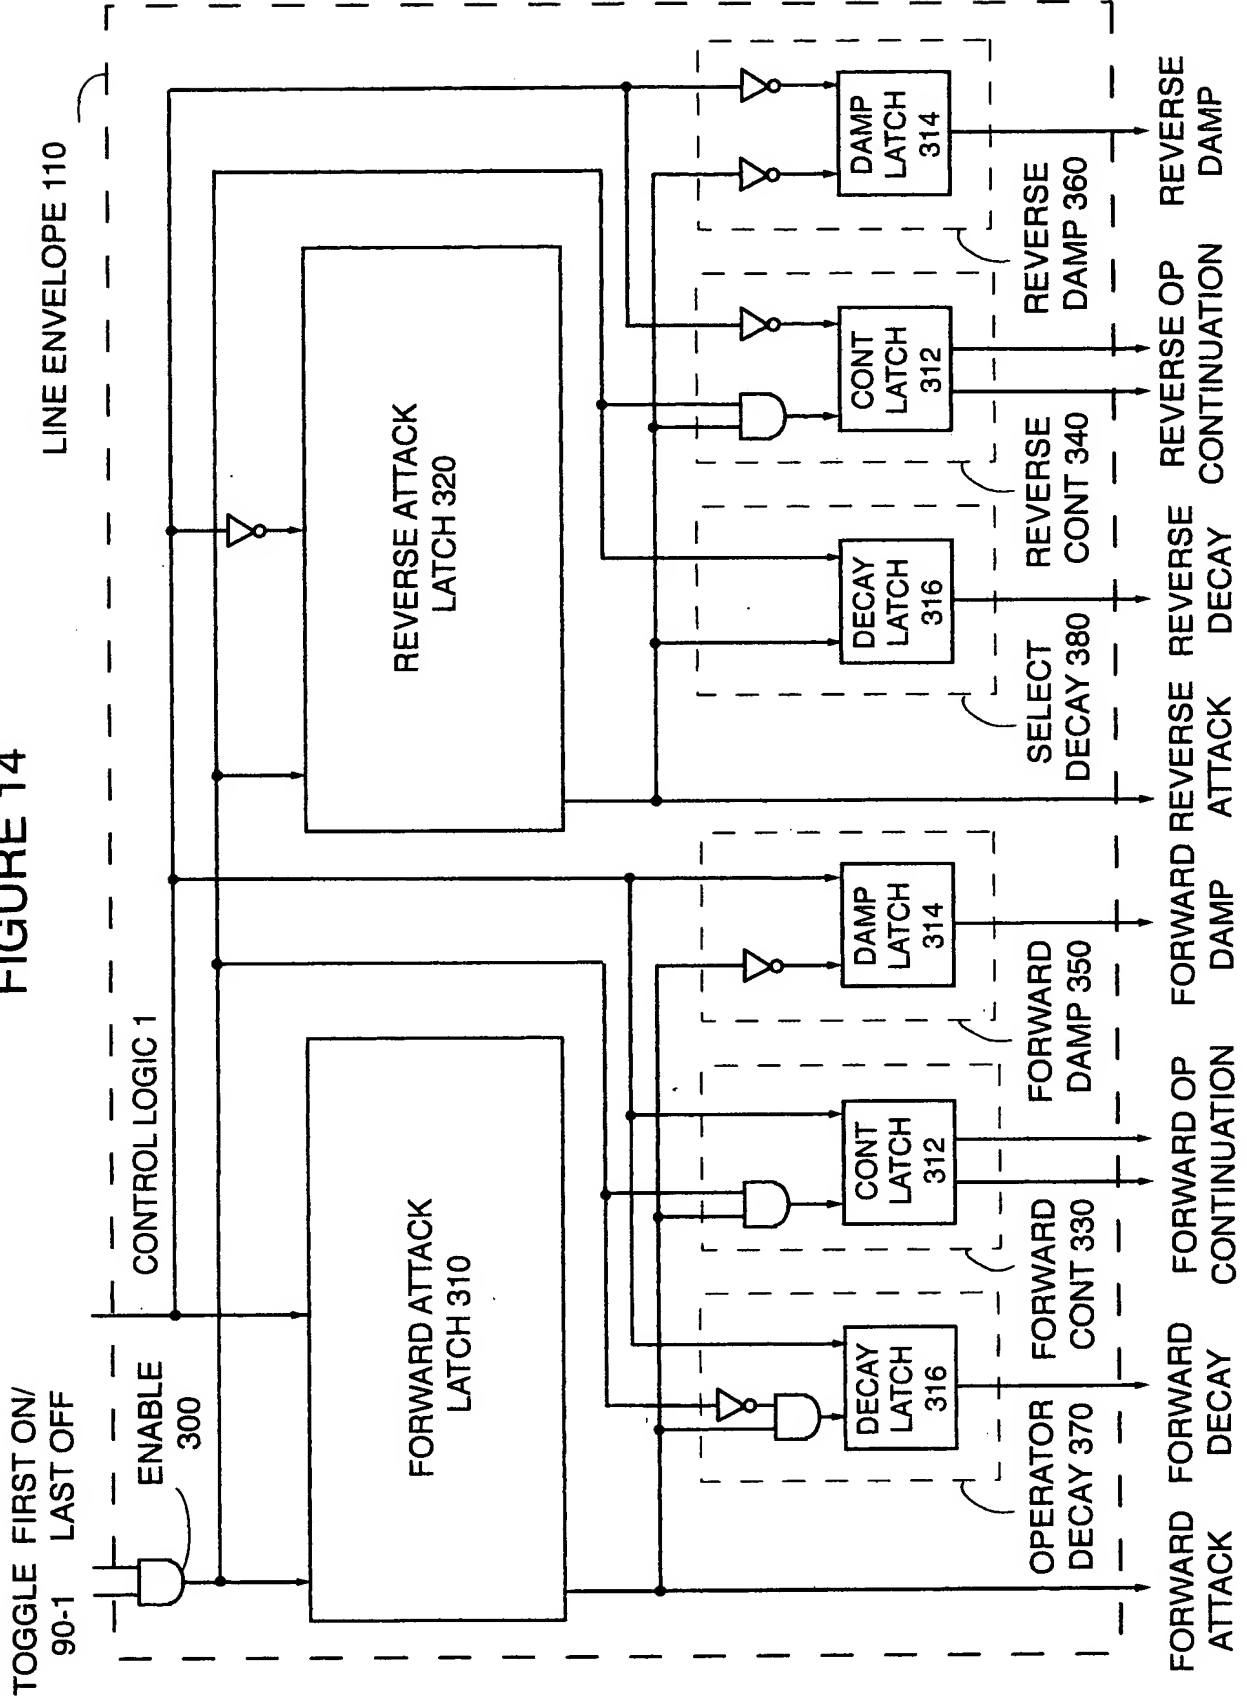 FIGURE 14
LINE ENVELOPE 110
TOGGLE FIRST ON/
90-1 LAST OFF
ENABLE
300
CONTROL LOGIC 1
FORWARD ATTACK
LATCH 310
REVERSE ATTACK
LATCH 320
DECAY
LATCH
316
CONT
LATCH
312
DAMP
LATCH
314
DECAY
LATCH
316
CONT
LATCH
312
DAMP
LATCH
314
OPERATOR
DECAY 370
FORWARD
CONT 330
FORWARD
DAMP 350
SELECT
DECAY 380
REVERSE
CONT 340
REVERSE
DAMP 360
FORWARD
ATTACK
FORWARD
DECAY
FORWARD OP
CONTINUATION
FORWARD
DAMP
REVERSE
ATTACK
REVERSE
DECAY
REVERSE OP
CONTINUATION
REVERSE
DAMP